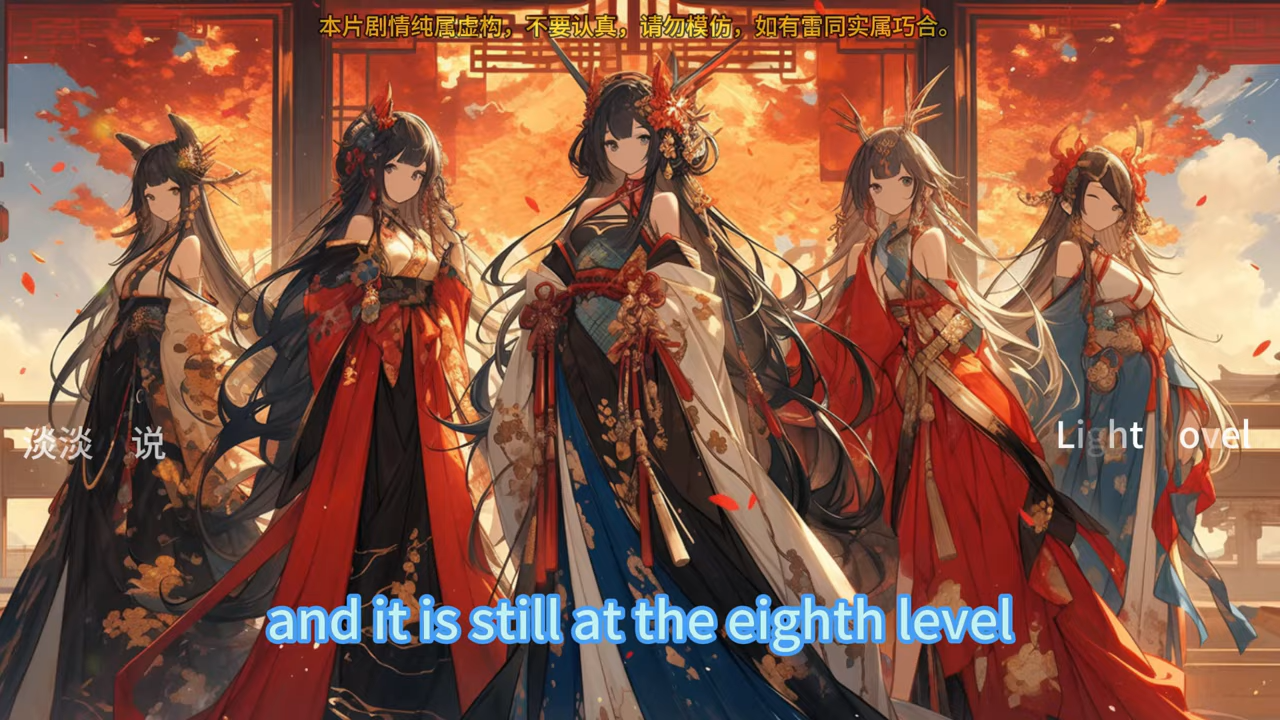 本片剧情纯属虚构，不要认真，请勿模仿，如有雷同实属巧合。
淡淡 说
Light ovel
and it is still at the eighth level